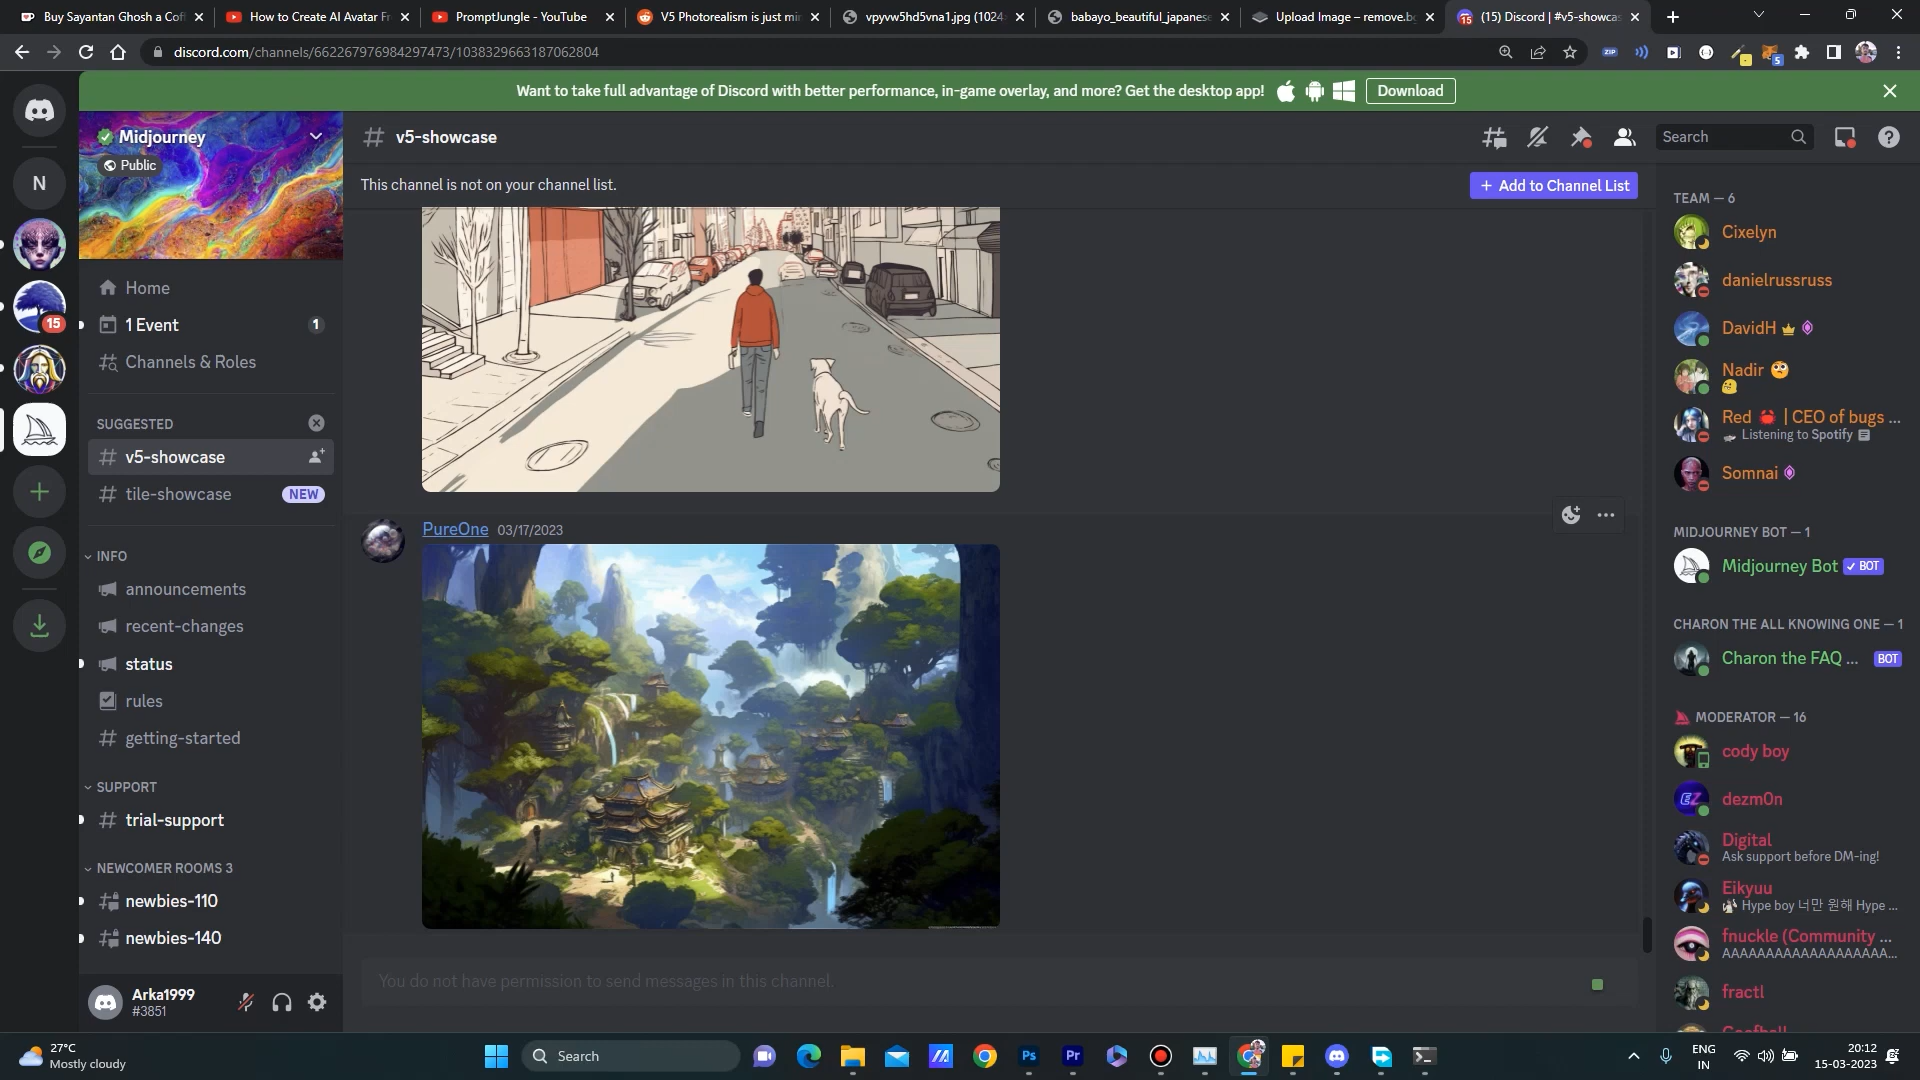 Buy Sayantan Ghosh a Cof
How to Create AI Avatar Fr
PromptJungle - YouTube
V5 Photorealism is just mi
vpyvw5hd5vna1.jpg (1024
babayo_beautiful_japanese
Upload Image – remove.b
(15) Discord | #v5-showcas
discord.com/channels/662267976984297473/1038329663187062804
ZIP
5
Want to take full advantage of Discord with better performance, in-game overlay, and more? Get the desktop app!
Download
Midjourney
Public
N
15
Home
1 Event
1
Channels & Roles
SUGGESTED
v5-showcase
tile-showcase
NEW
INFO
announcements
recent-changes
status
rules
getting-started
SUPPORT
trial-support
NEWCOMER ROOMS 3
newbies-110
newbies-140
Arka1999
#3851
v5-showcase
Search
This channel is not on your channel list.
+ Add to Channel List
PureOne 03/17/2023
You do not have permission to send messages in this channel.
TEAM — 6
Cixelyn
danielrussruss
DavidH
Nadir
Red | CEO of bugs ...
Listening to Spotify
Somnai
MIDJOURNEY BOT — 1
Midjourney Bot ✓ BOT
CHARON THE ALL KNOWING ONE — 1
Charon the FAQ ... BOT
MODERATOR — 16
cody boy
dezm0n
EZ
Digital
Ask support before DM-ing!
Eikyuu
Hype boy 너만 원해 Hype ...
fnuckle (Community ...
AAAAAAAAAAAAAAAAAAA...
fractl
27°C
Mostly cloudy
Search
Ps
Pr
ENG
IN
20:12
15-03-2023